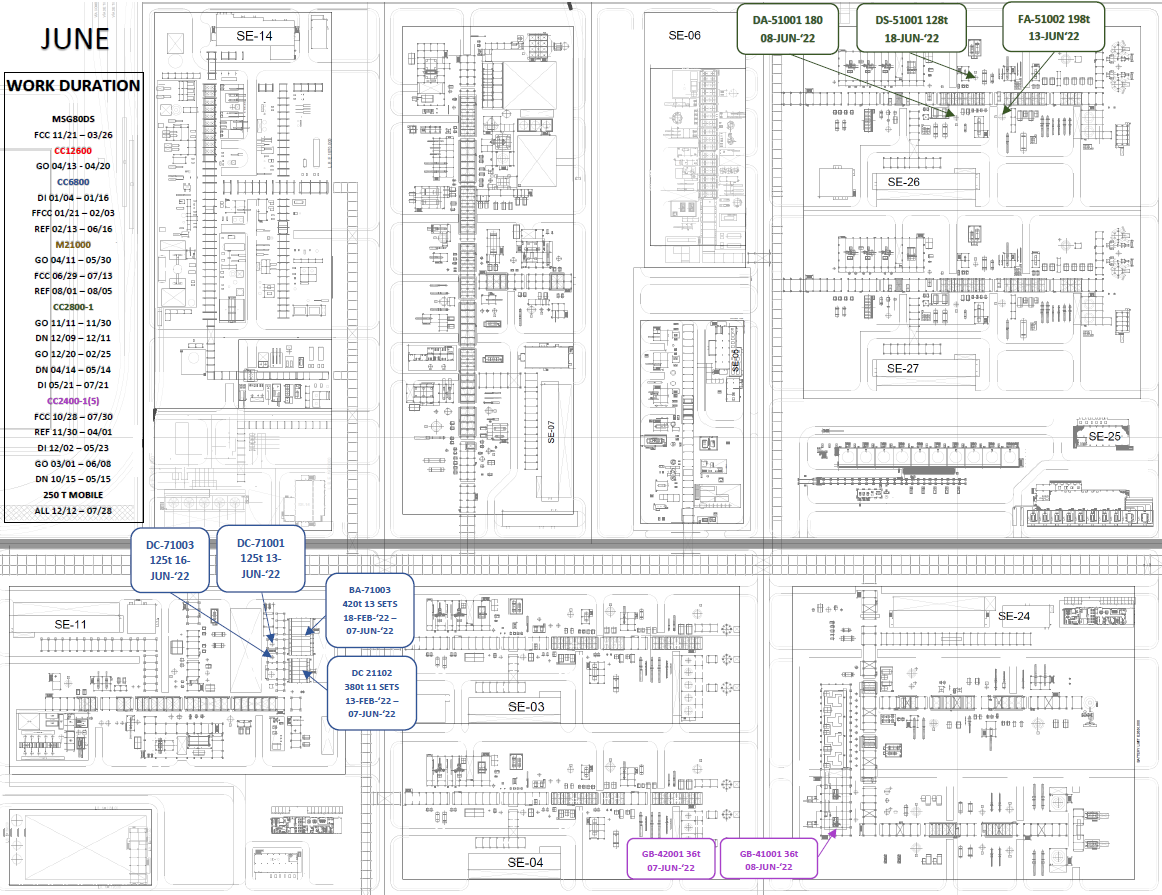 JUNE
WORK DURATION
MSG80DS
FCC 11/21 – 03/26
CC12600
GO 04/13 - 04/20
CC6800
DI 01/04 – 01/16
FFCC 01/21 – 02/03
REF 02/13 – 06/16
M21000
GO 04/11 – 05/30
FCC 06/29 – 07/13
REF 08/01 – 08/05
CC2800-1
GO 11/11 – 11/30
DN 12/09 – 12/11
GO 12/20 – 02/25
DN 04/14 – 05/14
DI 05/21 – 07/21
CC2400-1(5)
FCC 10/28 – 07/30
REF 11/30 – 04/01
DI 12/02 – 05/23
GO 03/01 – 06/08
DN 10/15 – 05/15
250 T MOBILE
ALL 12/12 – 07/28
SE-14
SE-06
DA-51001 180
08-JUN-‘22
DS-51001 128t
18-JUN-‘22
FA-51002 198t
13-JUN‘22
SE-26
SE-27
SE-05
SE-07
SE-25
DC-71003
125t 16-
JUN-‘22
DC-71001
125t 13-
JUN-‘22
BA-71003
420t 13 SETS
18-FEB-‘22 –
07-JUN-‘22
DC 21102
380t 11 SETS
13-FEB-‘22 –
07-JUN-‘22
SE-11
SE-03
SE-24
SE-04
GB-42001 36t
07-JUN-‘22
GB-41001 36t
08-JUN-‘22